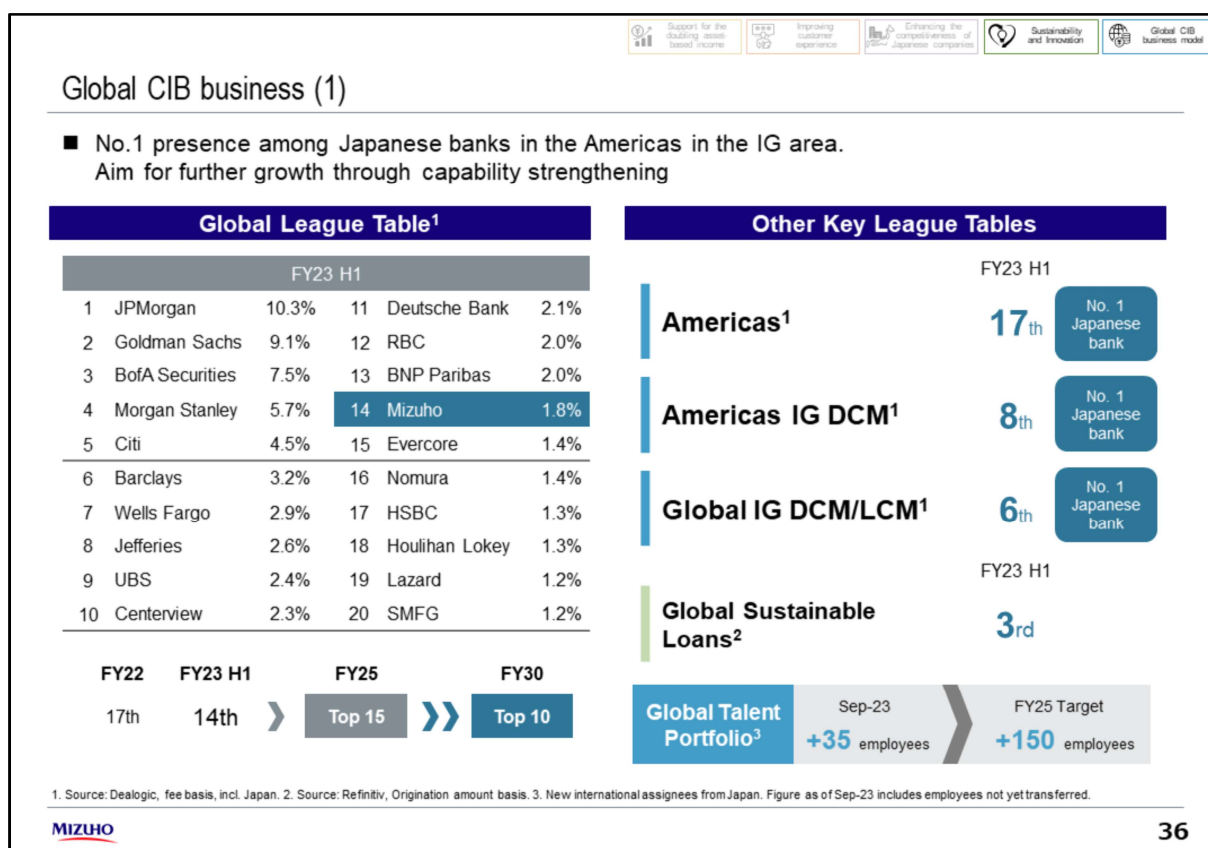 Support for the
doubling asset-
based income
Improving
customer
experience
Enhancing the
competitiveness of
Japanese companies
Sustainability
and Innovation
Global CIB
business model
Global CIB business (1)
■ No.1 presence among Japanese banks in the Americas in the IG area.
Aim for further growth through capability strengthening
Global League Table1
FY23 H1
1 JPMorgan 10.3% 11 Deutsche Bank 2.1%
2 Goldman Sachs 9.1% 12 RBC 2.0%
3 BofA Securities 7.5% 13 BNP Paribas 2.0%
4 Morgan Stanley 5.7% 14 Mizuho 1.8%
5 Citi 4.5% 15 Evercore 1.4%
6 Barclays 3.2% 16 Nomura 1.4%
7 Wells Fargo 2.9% 17 HSBC 1.3%
8 Jefferies 2.6% 18 Houlihan Lokey 1.3%
9 UBS 2.4% 19 Lazard 1.2%
10 Centerview 2.3% 20 SMFG 1.2%
FY22 FY23 H1 FY25 FY30
17th 14th Top 15 Top 10
Other Key League Tables
FY23 H1
Americas1 17th
No. 1
Japanese
bank
Americas IG DCM1 8th
No. 1
Japanese
bank
Global IG DCM/LCM1 6th
No. 1
Japanese
bank
FY23 H1
Global Sustainable
Loans2
3rd
Global Talent
Portfolio3
Sep-23
+35 employees
FY25 Target
+150 employees
1. Source: Dealogic, fee basis, incl. Japan. 2. Source: Refinitiv, Origination amount basis. 3. New international assignees from Japan. Figure as of Sep-23 includes employees not yet transferred.
MIZUHO
36